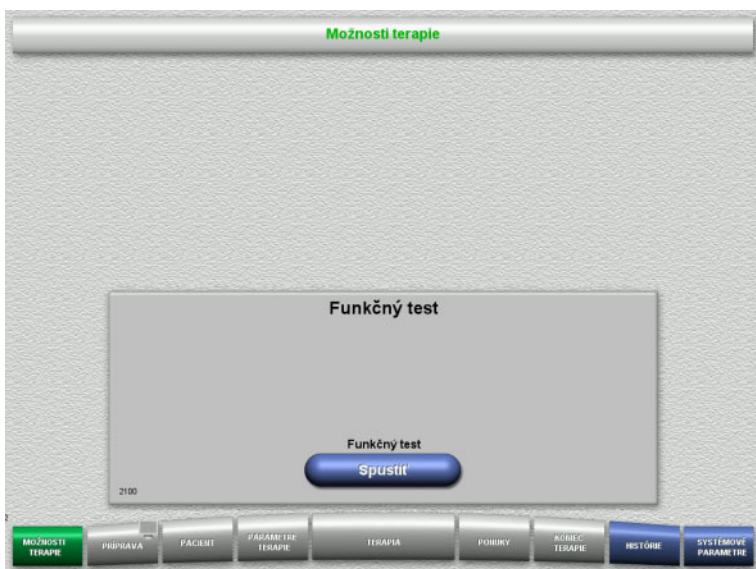 Možnosti terapie
Funkčný test
Funkčný test
Spustiť
2100
MOŽNOSTI
TERAPIE
PRÍPRAVA
PACIENT
PARAMETRE
TERAPIE
TERAPIA
PONUKY
KONIEC
TERAPIE
HISTÓRIE
SYSTÉMOVÉ
PARAMETRE